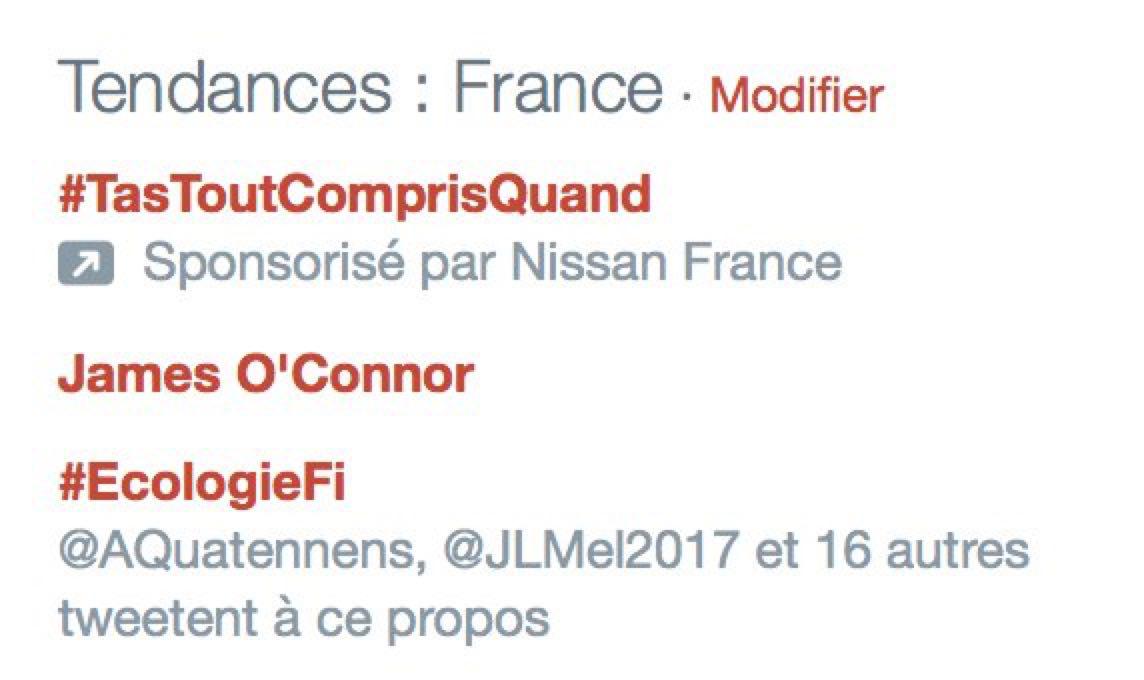 Tendances : France · Modifier
#TasToutComprisQuand
Sponsorisé par Nissan France
James O'Connor
#EcologieFi
@AQuatennens, @JLMel2017 et 16 autres
tweetent à ce propos